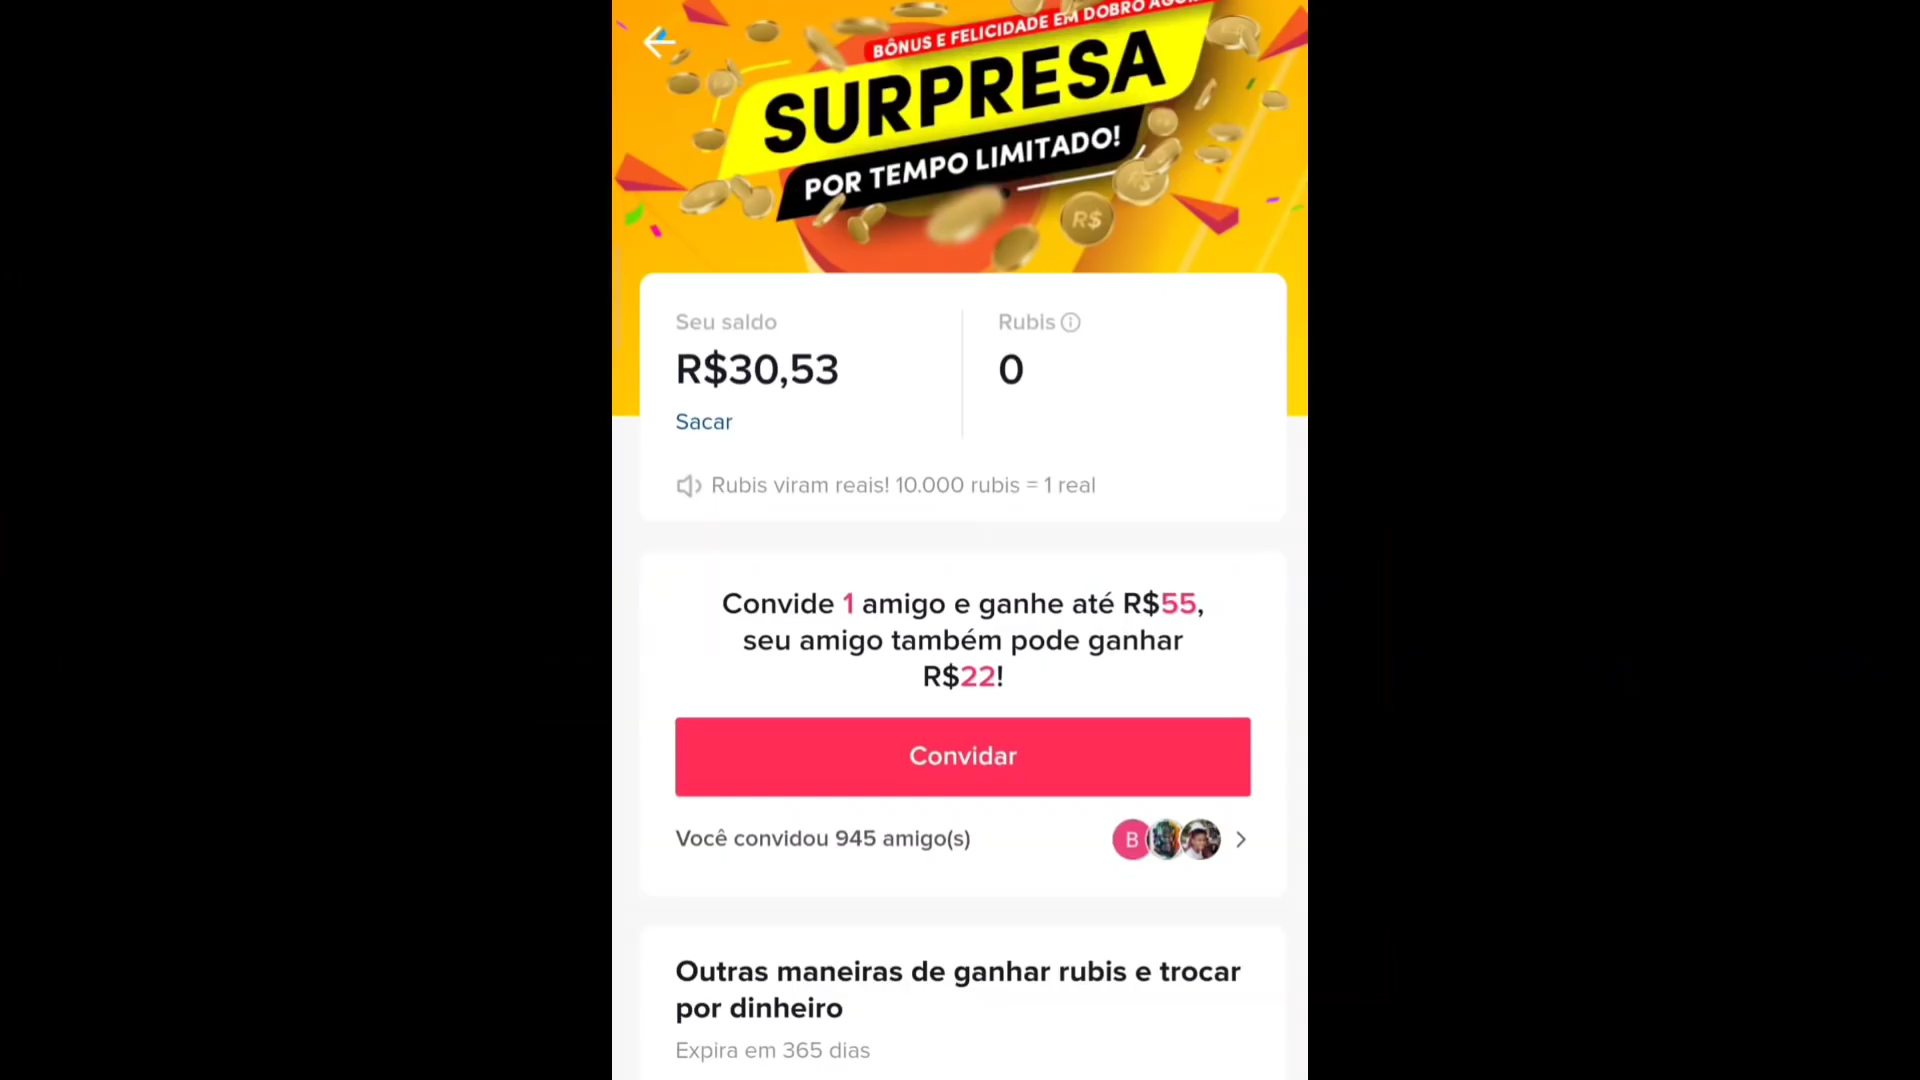 BÔNUS E FELICIDADE EM DOBRO
SURPRESA
POR TEMPO LIMITADO!
R$
R$
Seu saldo
Rubis
R$30,53
0
Sacar
Rubis viram reais! 10.000 rubis = 1 real
Convide 1 amigo e ganhe até R$55,
seu amigo também pode ganhar
R$22!
Convidar
Você convidou 945 amigo(s)
B
Outras maneiras de ganhar rubis e trocar
por dinheiro
Expira em 365 dias